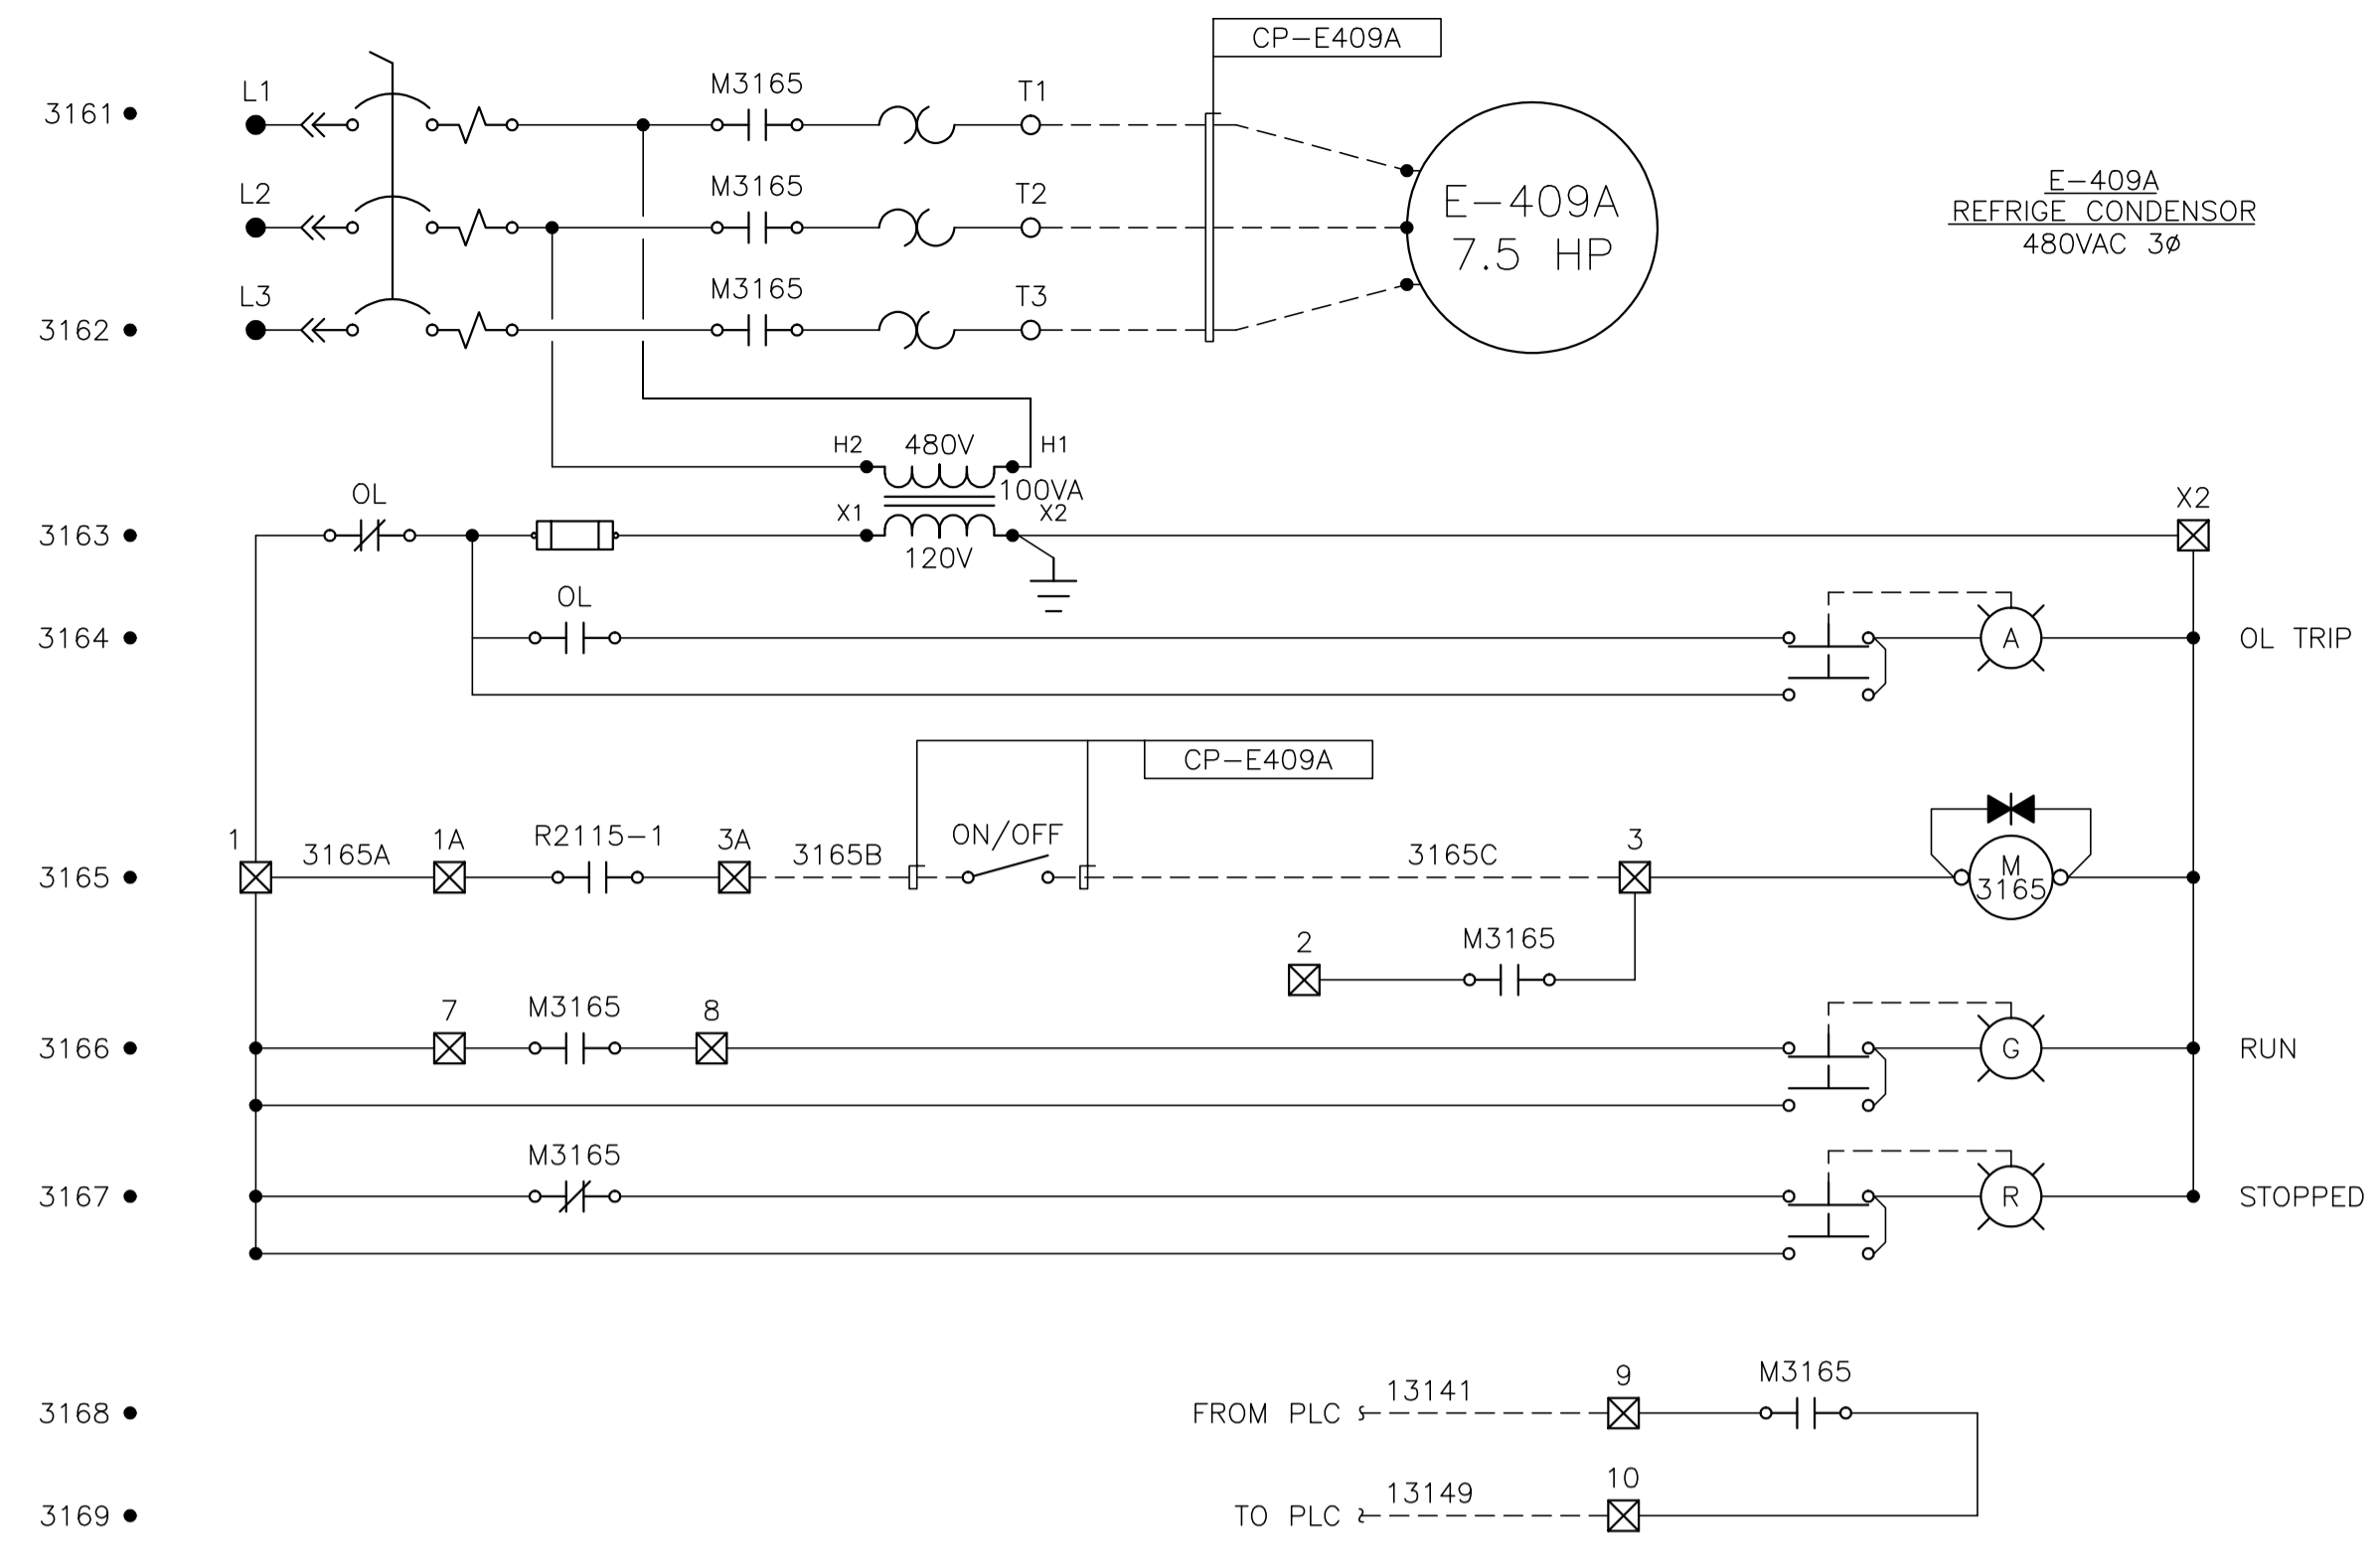 CP-E409A
3161
L1
M3165
T1
L2
M3165
T2
E-409A
7.5 HP
E-409A
REFRIGE CONDENSOR
480VAC 3ø
3162
L3
M3165
T3
H2
480V
H1
100VA
X1
X2
120V
3163
OL
X2
3164
OL
A
OL TRIP
CP-E409A
3165
1
3165A
1A
R2115-1
3A
3165B
ON/OFF
3165C
3
M
3165
2
M3165
3166
7
M3165
8
G
RUN
3167
M3165
R
STOPPED
3168
FROM PLC
13141
9
M3165
3169
TO PLC
13149
10